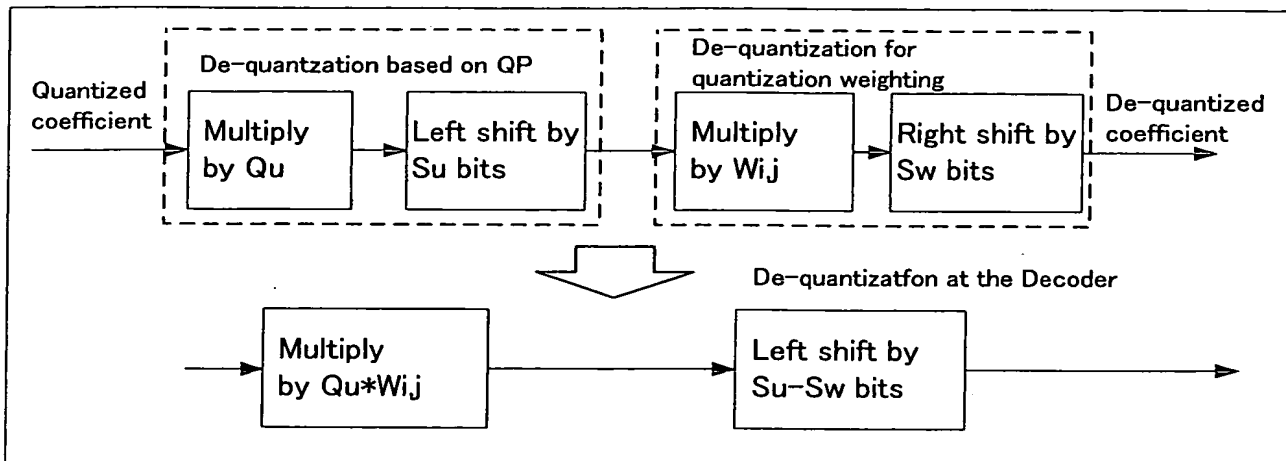 De-quantzation based on QP
De-quantization for
quantization weighting
Quantized
coefficient
Multiply
by Qu
Left shift by
Su bits
Multiply
by Wi,j
Right shift by
Sw bits
De-quantized
coefficient
De-quantizatfon at the Decoder
Multiply
by Qu*Wi,j
Left shift by
Su-Sw bits